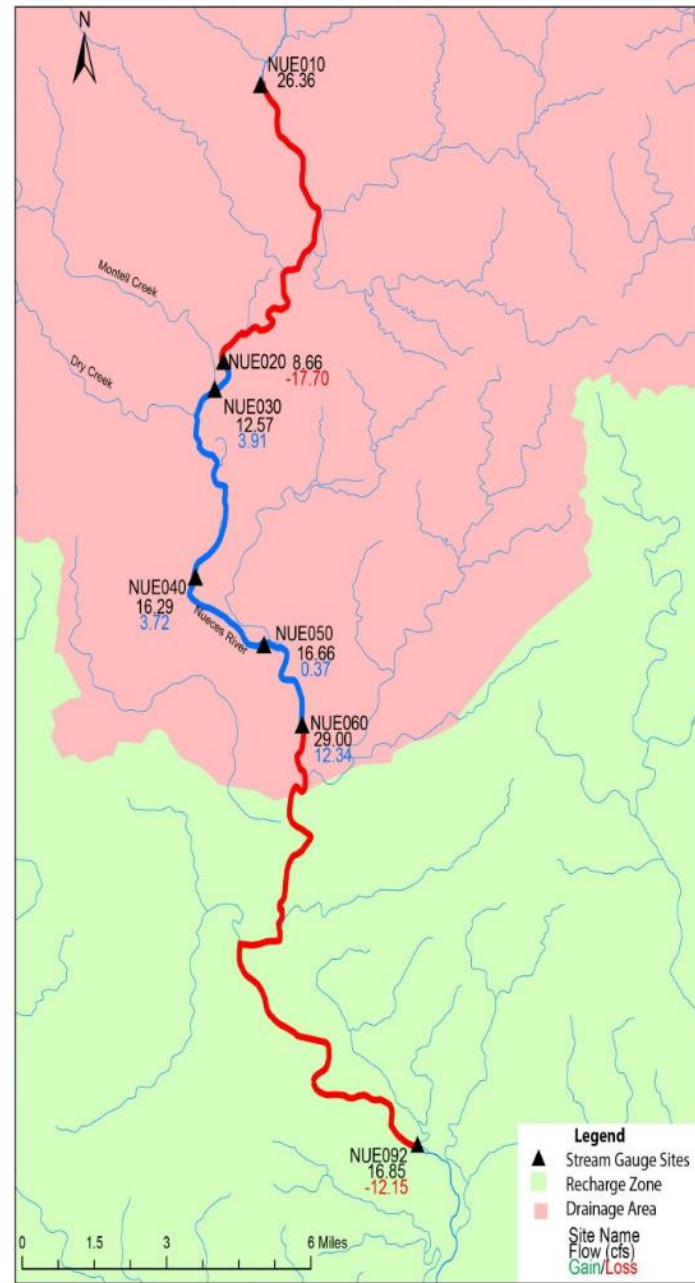 N
NUE010
26.36
Montell Creek
Dry Creek
NUE020 8.66
-17.70
NUE030
12.57
3.91
NUE040
16.29
3.72
Nueces River
NUE050
16.66
0.37
NUE060
29.00
12.34
NUE092
16.85
-12.15
0 1.5 3 6 Miles
Legend
Stream Gauge Sites
Recharge Zone
Drainage Area
Site Name
Flow (cfs)
Gain/Loss